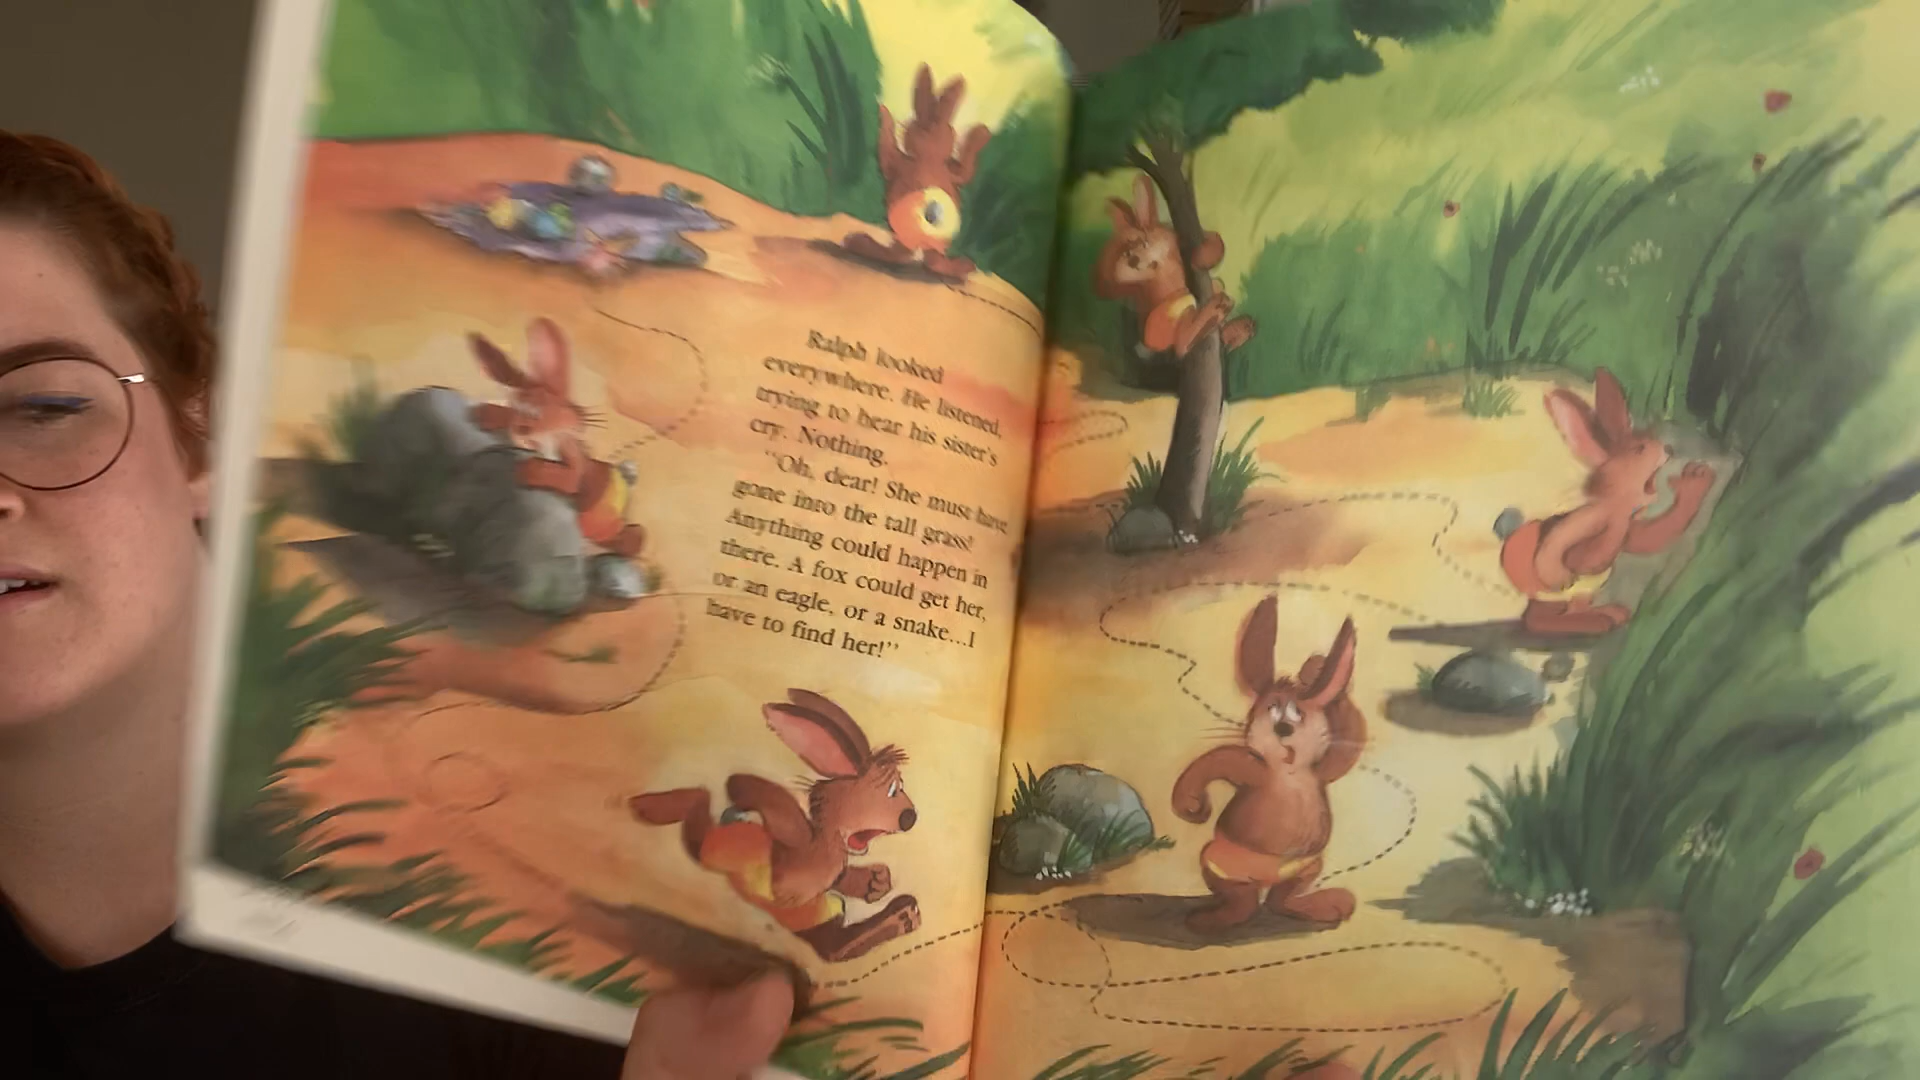 Ralph looked
everywhere. He listened,
trying to hear his sister's
cry. Nothing.
"Oh, dear! She must have
gone into the tall grass!
Anything could happen in
there. A fox could get her,
or an eagle, or a snake...I
have to find her!"